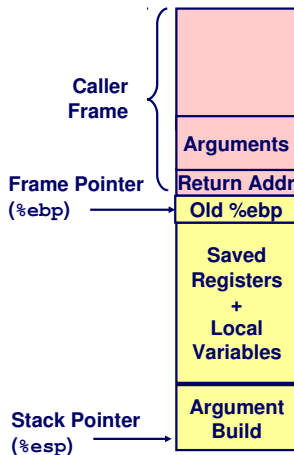 Caller
Frame
Arguments
Return Addr
Frame Pointer
(%ebp)
Old %ebp
Saved
Registers
+
Local
Variables
Stack Pointer
(%esp)
Argument
Build